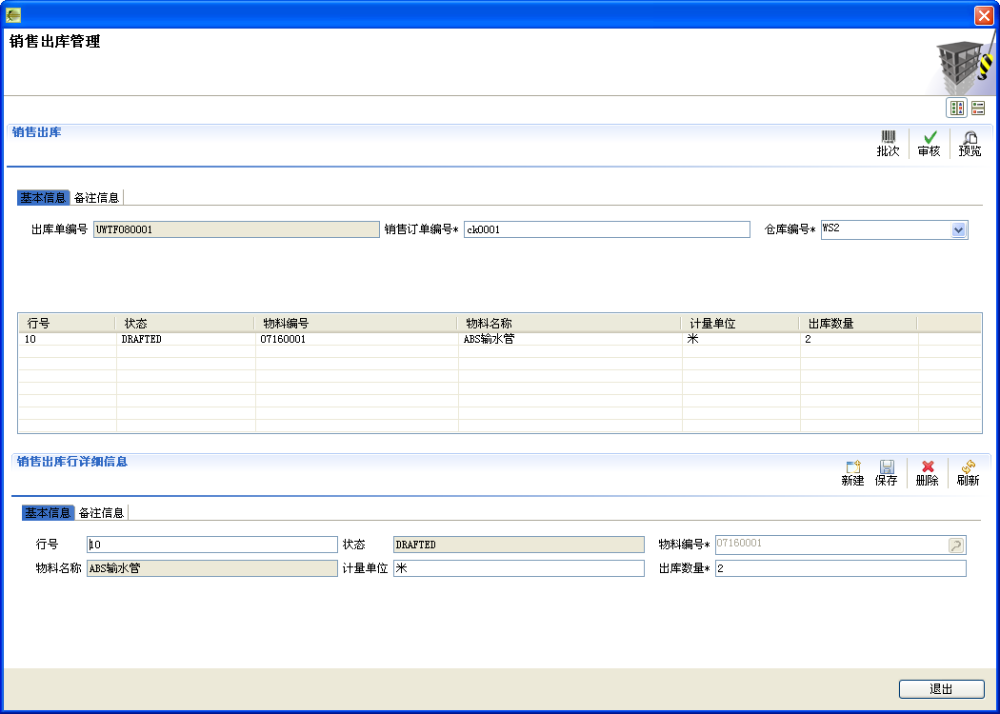 销售出库管理
销售出库
批次 审核 预览
基本信息 备注信息
出库单编号 UWTF080001 销售订单编号* ck0001 仓库编号* WS2
行号 状态 物料编号 物料名称 计量单位 出库数量
10 DRAFTED 07160001 ABS输水管 米 2
销售出库行详细信息
新建 保存 删除 刷新
基本信息 备注信息
行号 10 状态 DRAFTED 物料编号* 07160001
物料名称 ABS输水管 计量单位 米 出库数量* 2
退出